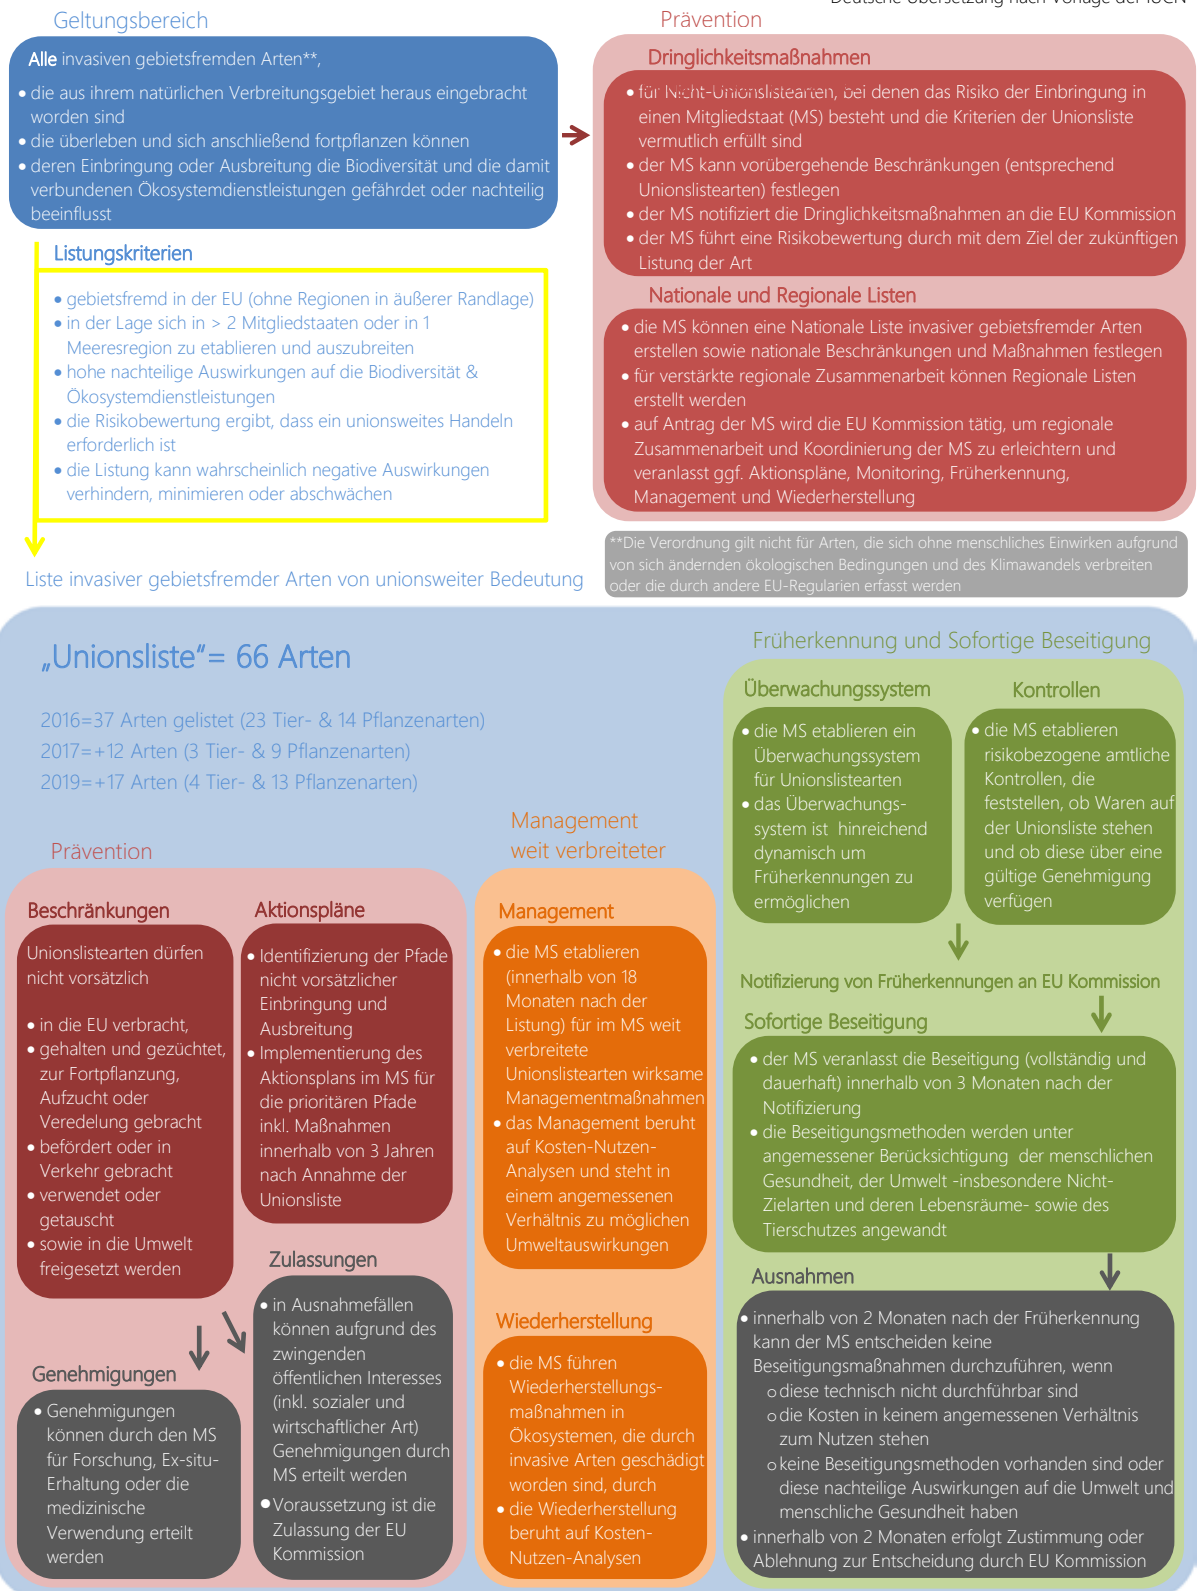 Deutsche Übersetzung nach Vorlage der IUCN
Geltungsbereich
Alle invasiven gebietsfremden Arten**,
• die aus ihrem natürlichen Verbreitungsgebiet heraus eingebracht
worden sind
• die überleben und sich anschließend fortpflanzen können
• deren Einbringung oder Ausbreitung die Biodiversität und die damit
verbundenen Ökosystemdienstleistungen gefährdet oder nachteilig
beeinflusst
Prävention
Dringlichkeitsmaßnahmen
• für Nicht-Unionslistearten, bei denen das Risiko der Einbringung in
einen Mitgliedstaat (MS) besteht und die Kriterien der Unionsliste
vermutlich erfüllt sind
• der MS kann vorübergehende Beschränkungen (entsprechend
Unionslistearten) festlegen
• der MS notifiziert die Dringlichkeitsmaßnahmen an die EU Kommission
• der MS führt eine Risikobewertung durch mit dem Ziel der zukünftigen
Listung der Art
Nationale und Regionale Listen
• die MS können eine Nationale Liste invasiver gebietsfremder Arten
erstellen sowie nationale Beschränkungen und Maßnahmen festlegen
• für verstärkte regionale Zusammenarbeit können Regionale Listen
erstellt werden
• auf Antrag der MS wird die EU Kommission tätig, um regionale
Zusammenarbeit und Koordinierung der MS zu erleichtern und
veranlasst ggf. Aktionspläne, Monitoring, Früherkennung,
Management und Wiederherstellung
**Die Verordnung gilt nicht für Arten, die sich ohne menschliches Einwirken aufgrund
von sich ändernden ökologischen Bedingungen und des Klimawandels verbreiten
oder die durch andere EU-Regularien erfasst werden
Listungskriterien
• gebietsfremd in der EU (ohne Regionen in äußerer Randlage)
• in der Lage sich in > 2 Mitgliedstaaten oder in 1
Meeresregion zu etablieren und auszubreiten
• hohe nachteilige Auswirkungen auf die Biodiversität &
Ökosystemdienstleistungen
• die Risikobewertung ergibt, dass ein unionsweites Handeln
erforderlich ist
• die Listung kann wahrscheinlich negative Auswirkungen
verhindern, minimieren oder abschwächen
Liste invasiver gebietsfremder Arten von unionsweiter Bedeutung
„Unionsliste“= 66 Arten
2016=37 Arten gelistet (23 Tier- & 14 Pflanzenarten)
2017=+12 Arten (3 Tier- & 9 Pflanzenarten)
2019=+17 Arten (4 Tier- & 13 Pflanzenarten)
Prävention
Beschränkungen
Unionslistearten dürfen
nicht vorsätzlich
• in die EU verbracht,
• gehalten und gezüchtet,
zur Fortpflanzung,
Aufzucht oder
Veredelung gebracht
• befördert oder in
Verkehr gebracht
• verwendet oder
getauscht
• sowie in die Umwelt
freigesetzt werden
Genehmigungen
• Genehmigungen
können durch den MS
für Forschung, Ex-situ-
Erhaltung oder die
medizinische
Verwendung erteilt
werden
Aktionspläne
• Identifizierung der Pfade
nicht vorsätzlicher
Einbringung und
Ausbreitung
• Implementierung des
Aktionsplans im MS für
die prioritären Pfade
inkl. Maßnahmen
innerhalb von 3 Jahren
nach Annahme der
Unionsliste
Zulassungen
• in Ausnahmefällen
können aufgrund des
zwingenden
öffentlichen Interesses
(inkl. sozialer und
wirtschaftlicher Art)
Genehmigungen durch
MS erteilt werden
• Voraussetzung ist die
Zulassung der EU
Kommission
Management
weit verbreiteter
Management
• die MS etablieren
(innerhalb von 18
Monaten nach der
Listung) für im MS weit
verbreitete
Unionslistearten wirksame
Managementmaßnahmen
• das Management beruht
auf Kosten-Nutzen-
Analysen und steht in
einem angemessenen
Verhältnis zu möglichen
Umweltauswirkungen
Wiederherstellung
• die MS führen
Wiederherstellungs-
maßnahmen in
Ökosystemen, die durch
invasive Arten geschädigt
worden sind, durch
• die Wiederherstellung
beruht auf Kosten-
Nutzen-Analysen
Früherkennung und Sofortige Beseitigung
Überwachungssystem
• die MS etablieren ein
Überwachungssystem
für Unionslistearten
• das Überwachungs-
system ist hinreichend
dynamisch um
Früherkennungen zu
ermöglichen
Kontrollen
• die MS etablieren
risikobezogene amtliche
Kontrollen, die
feststellen, ob Waren auf
der Unionsliste stehen
und ob diese über eine
gültige Genehmigung
verfügen
Notifizierung von Früherkennungen an EU Kommission
Sofortige Beseitigung
• der MS veranlasst die Beseitigung (vollständig und
dauerhaft) innerhalb von 3 Monaten nach der
Notifizierung
• die Beseitigungsmethoden werden unter
angemessener Berücksichtigung der menschlichen
Gesundheit, der Umwelt -insbesondere Nicht-
Zielarten und deren Lebensräume- sowie des
Tierschutzes angewandt
Ausnahmen
• innerhalb von 2 Monaten nach der Früherkennung
kann der MS entscheiden keine
Beseitigungsmaßnahmen durchzuführen, wenn
o diese technisch nicht durchführbar sind
o die Kosten in keinem angemessenen Verhältnis
zum Nutzen stehen
o keine Beseitigungsmethoden vorhanden sind oder
diese nachteilige Auswirkungen auf die Umwelt und
menschliche Gesundheit haben
• innerhalb von 2 Monaten erfolgt Zustimmung oder
Ablehnung zur Entscheidung durch EU Kommission